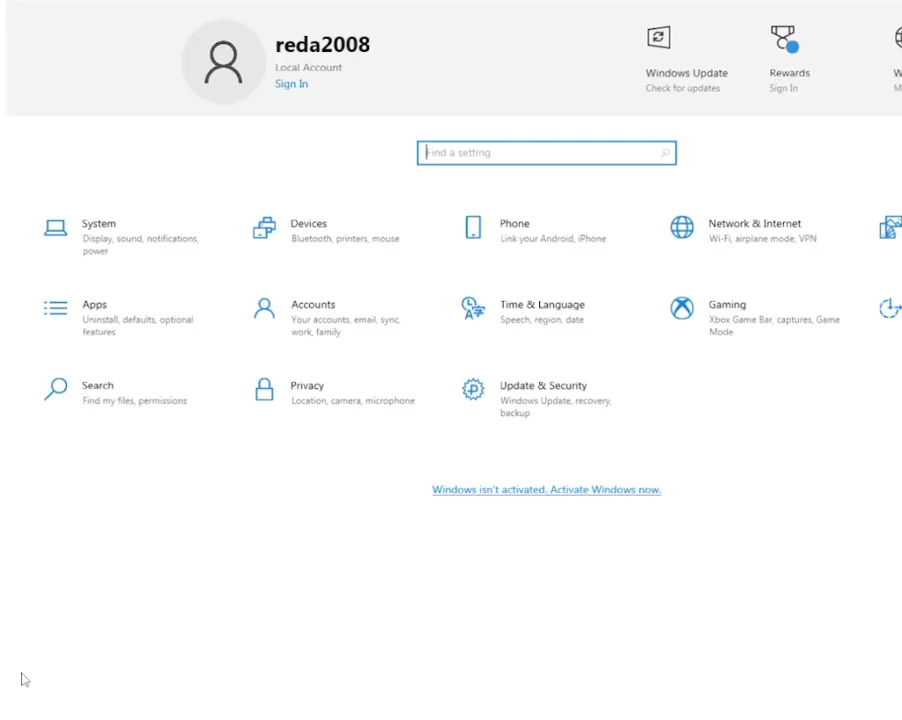 reda2008
Local Account
Sign In
Windows Update
Check for updates
Rewards
Sign In
Find a setting
System
Display, sound, notifications,
power
Devices
Bluetooth, printers, mouse
Phone
Link your Android, iPhone
Network & Internet
Wi-Fi, airplane mode, VPN
Apps
Uninstall, defaults, optional
features
Accounts
Your accounts, email, sync,
work, family
Time & Language
Speech, region, date
Gaming
Xbox Game Bar, captures, Game
Mode
Search
Find my files, permissions
Privacy
Location, camera, microphone
Update & Security
Windows Update, recovery,
backup
Windows isn't activated. Activate Windows now.